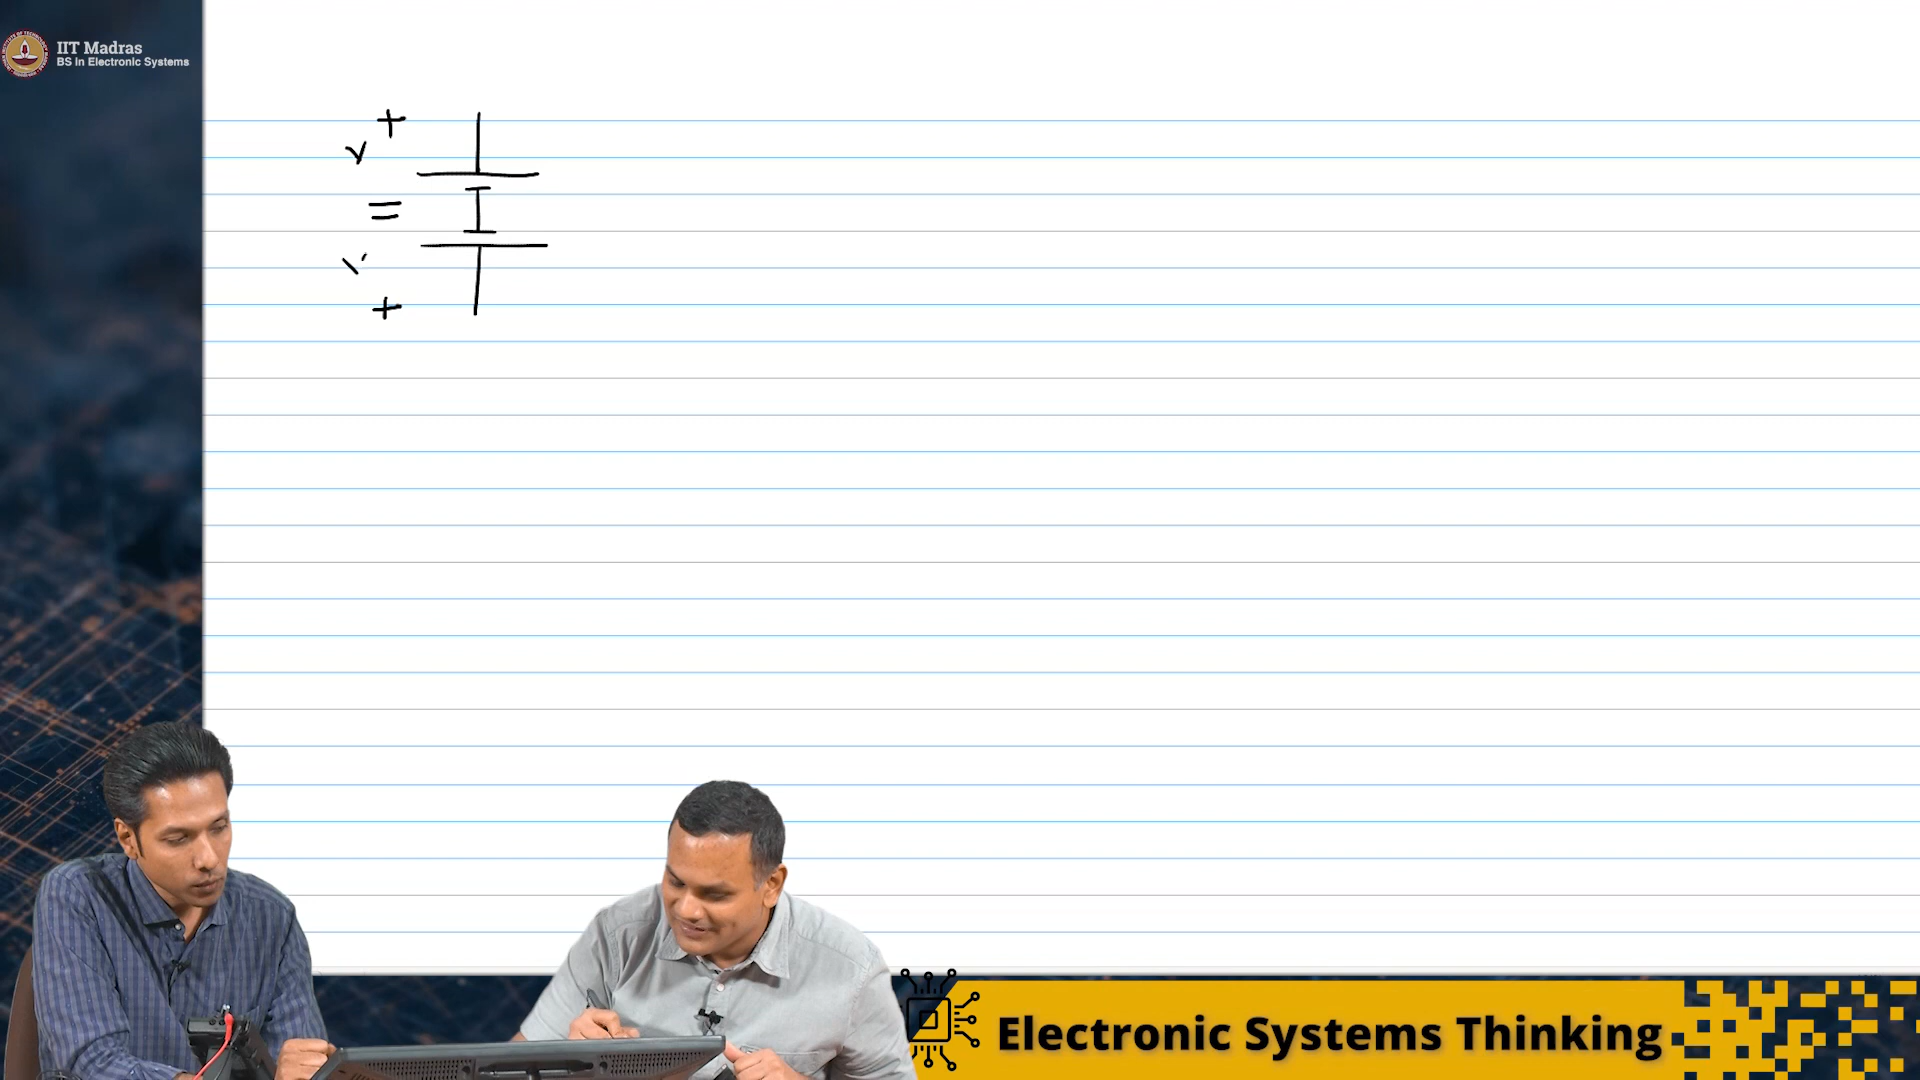 IIT Madras
BS in Electronic Systems
+
v
=
v
+
Electronic Systems Thinking